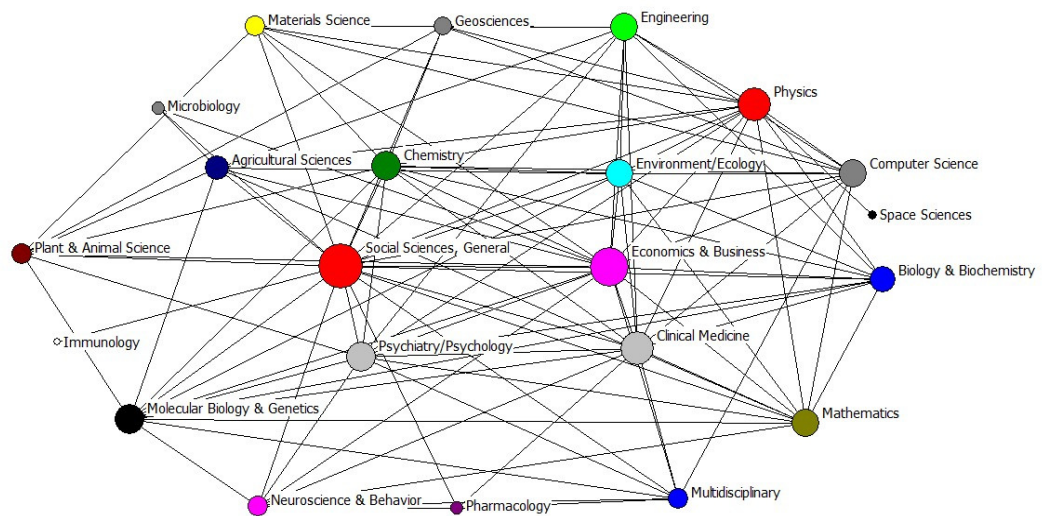 Materials Science
Geosciences
Engineering
Physics
Microbiology
Agricultural Sciences
Chemistry
Environment/Ecology
Computer Science
Space Sciences
Plant & Animal Science
Social Sciences, General
Economics & Business
Biology & Biochemistry
Immunology
Psychiatry/Psychology
Clinical Medicine
Molecular Biology & Genetics
Mathematics
Neuroscience & Behavior
Pharmacology
Multidisciplinary